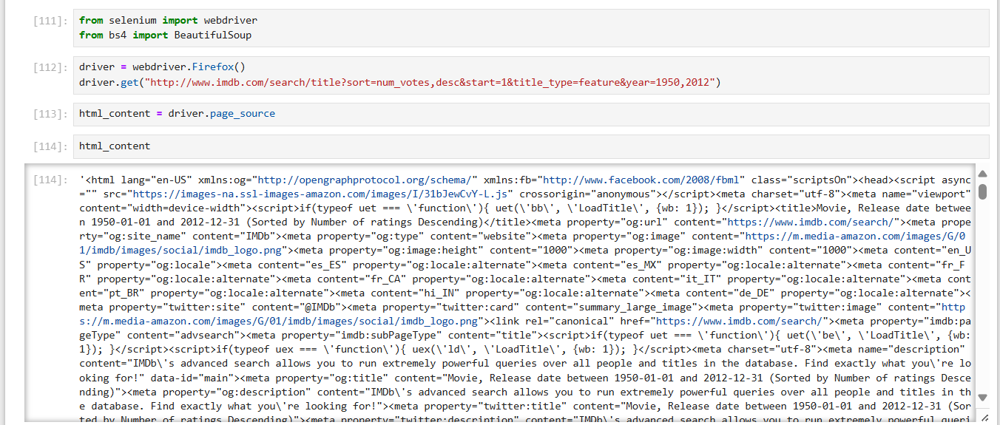 [111]: from selenium import webdriver
from bs4 import BeautifulSoup
[112]: driver = webdriver.Firefox()
driver.get("http://www.imdb.com/search/title?sort=num_votes,desc&start=1&title_type=feature&year=1950,2012")
[113]: html_content = driver.page_source
[114]: html_content
[114]: '<html lang="en-US" xmlns:og="http://opengraphprotocol.org/schema/" xmlns:fb="http://www.facebook.com/2008/fbml" class="scriptsOn"><head><script async
="" src="https://images-na.ssl-images-amazon.com/images/I/31bJewCvY-L.js" crossorigin="anonymous"></script><meta charset="utf-8"><meta name="viewport"
content="width=device-width"><script>if(typeof uet === \'function\'){ uet(\'bb\', \'LoadTitle\', {wb: 1}); }</script><title>Movie, Release date betwee
n 1950-01-01 and 2012-12-31 (Sorted by Number of ratings Descending)</title><meta property="og:url" content="https://www.imdb.com/search/"><meta prope
rty="og:site_name" content="IMDb"><meta property="og:type" content="website"><meta property="og:image" content="https://m.media-amazon.com/images/G/0
1/imdb/images/social/imdb_logo.png"><meta property="og:image:height" content="1000"><meta property="og:image:width" content="1000"><meta content="en_U
S" property="og:locale"><meta content="es_ES" property="og:locale:alternate"><meta content="es_MX" property="og:locale:alternate"><meta content="fr_F
R" property="og:locale:alternate"><meta content="fr_CA" property="og:locale:alternate"><meta content="it_IT" property="og:locale:alternate"><meta cont
ent="pt_BR" property="og:locale:alternate"><meta content="hi_IN" property="og:locale:alternate"><meta content="de_DE" property="og:locale:alternate"><
meta property="twitter:site" content="@IMDb"><meta property="twitter:card" content="summary_large_image"><meta property="twitter:image" content="http
s://m.media-amazon.com/images/G/01/imdb/images/social/imdb_logo.png"><link rel="canonical" href="https://www.imdb.com/search/"><meta property="imdb:pa
geType" content="advsearch"><meta property="imdb:subPageType" content="title"><script>if(typeof uet === \'function\'){ uet(\'be\', \'LoadTitle\', {wb:
1}); }</script><script>if(typeof uex === \'function\'){ uex(\'ld\', \'LoadTitle\', {wb: 1}); }</script><meta charset="utf-8"><meta name="description"
content="IMDb\'s advanced search allows you to run extremely powerful queries over all people and titles in the database. Find exactly what you\'re lo
oking for!" data-id="main"><meta property="og:title" content="Movie, Release date between 1950-01-01 and 2012-12-31 (Sorted by Number of ratings Desce
nding)"><meta property="og:description" content="IMDb\'s advanced search allows you to run extremely powerful queries over all people and titles in th
e database. Find exactly what you\'re looking for!"><meta property="twitter:title" content="Movie, Release date between 1950-01-01 and 2012-12-31 (Sor
ted by Number of ratings Descending)"><meta property="twitter:description" content="IMDb\'s advanced search allows you to run extremely powerful queri